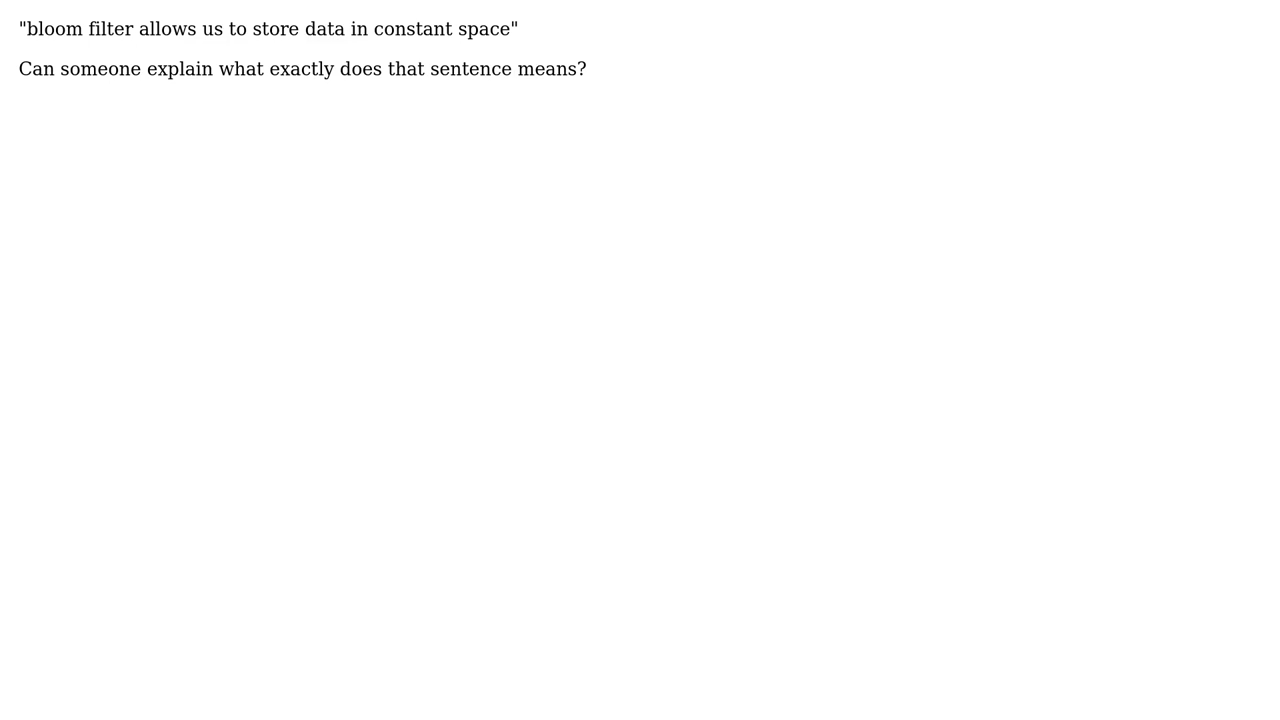 "bloom filter allows us to store data in constant space"
Can someone explain what exactly does that sentence means?